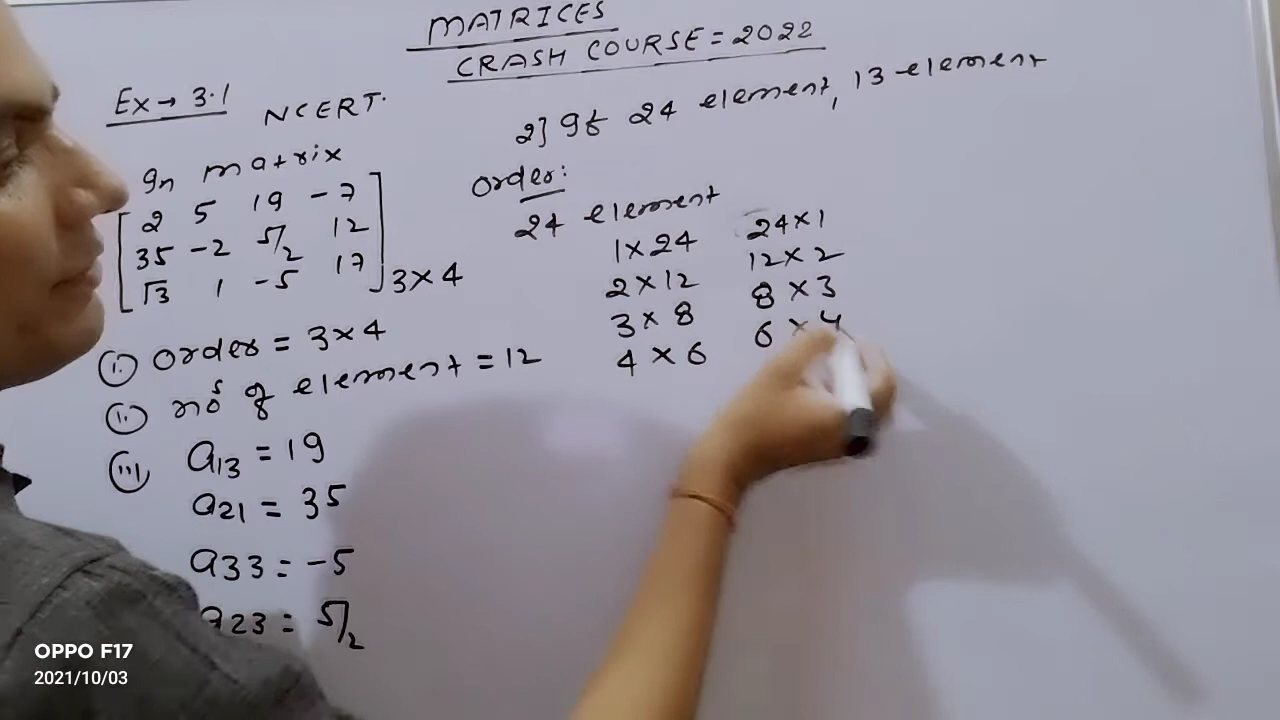 MATRICES
CRASH COURSE = 2022
Ex → 3.1 NCERT.
In matrix
2 5 19 -7
35 -2 5/2 12
√3 1 -5 17
3×4
(i) order = 3×4
(ii) nos of element = 12
(iii) a13 = 19
a21 = 35
a33 = -5
a23 = 5/2
2] If 24 element, 13 element
order:
24 element
1×24 24×1
2×12 12×2
3×8 8×3
4×6 6×4
OPPO F17
2021/10/03